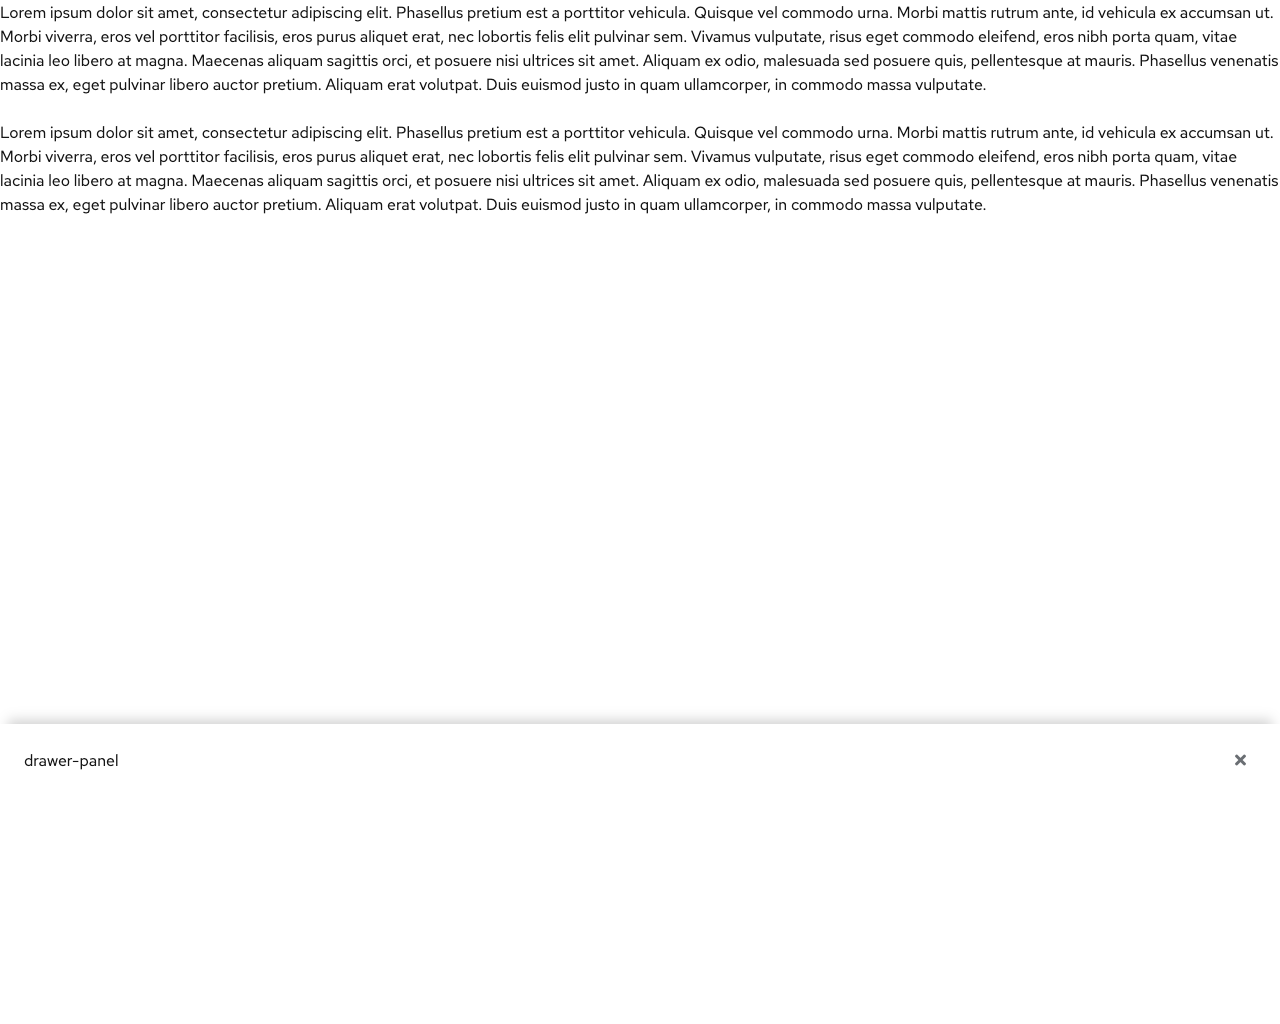 Lorem ipsum dolor sit amet, consectetur adipiscing elit. Phasellus pretium est a porttitor vehicula. Quisque vel commodo urna. Morbi mattis rutrum ante, id vehicula ex accumsan ut.
Morbi viverra, eros vel porttitor facilisis, eros purus aliquet erat, nec lobortis felis elit pulvinar sem. Vivamus vulputate, risus eget commodo eleifend, eros nibh porta quam, vitae
lacinia leo libero at magna. Maecenas aliquam sagittis orci, et posuere nisi ultrices sit amet. Aliquam ex odio, malesuada sed posuere quis, pellentesque at mauris. Phasellus venenatis
massa ex, eget pulvinar libero auctor pretium. Aliquam erat volutpat. Duis euismod justo in quam ullamcorper, in commodo massa vulputate.
Lorem ipsum dolor sit amet, consectetur adipiscing elit. Phasellus pretium est a porttitor vehicula. Quisque vel commodo urna. Morbi mattis rutrum ante, id vehicula ex accumsan ut.
Morbi viverra, eros vel porttitor facilisis, eros purus aliquet erat, nec lobortis felis elit pulvinar sem. Vivamus vulputate, risus eget commodo eleifend, eros nibh porta quam, vitae
lacinia leo libero at magna. Maecenas aliquam sagittis orci, et posuere nisi ultrices sit amet. Aliquam ex odio, malesuada sed posuere quis, pellentesque at mauris. Phasellus venenatis
massa ex, eget pulvinar libero auctor pretium. Aliquam erat volutpat. Duis euismod justo in quam ullamcorper, in commodo massa vulputate.
drawer-panel